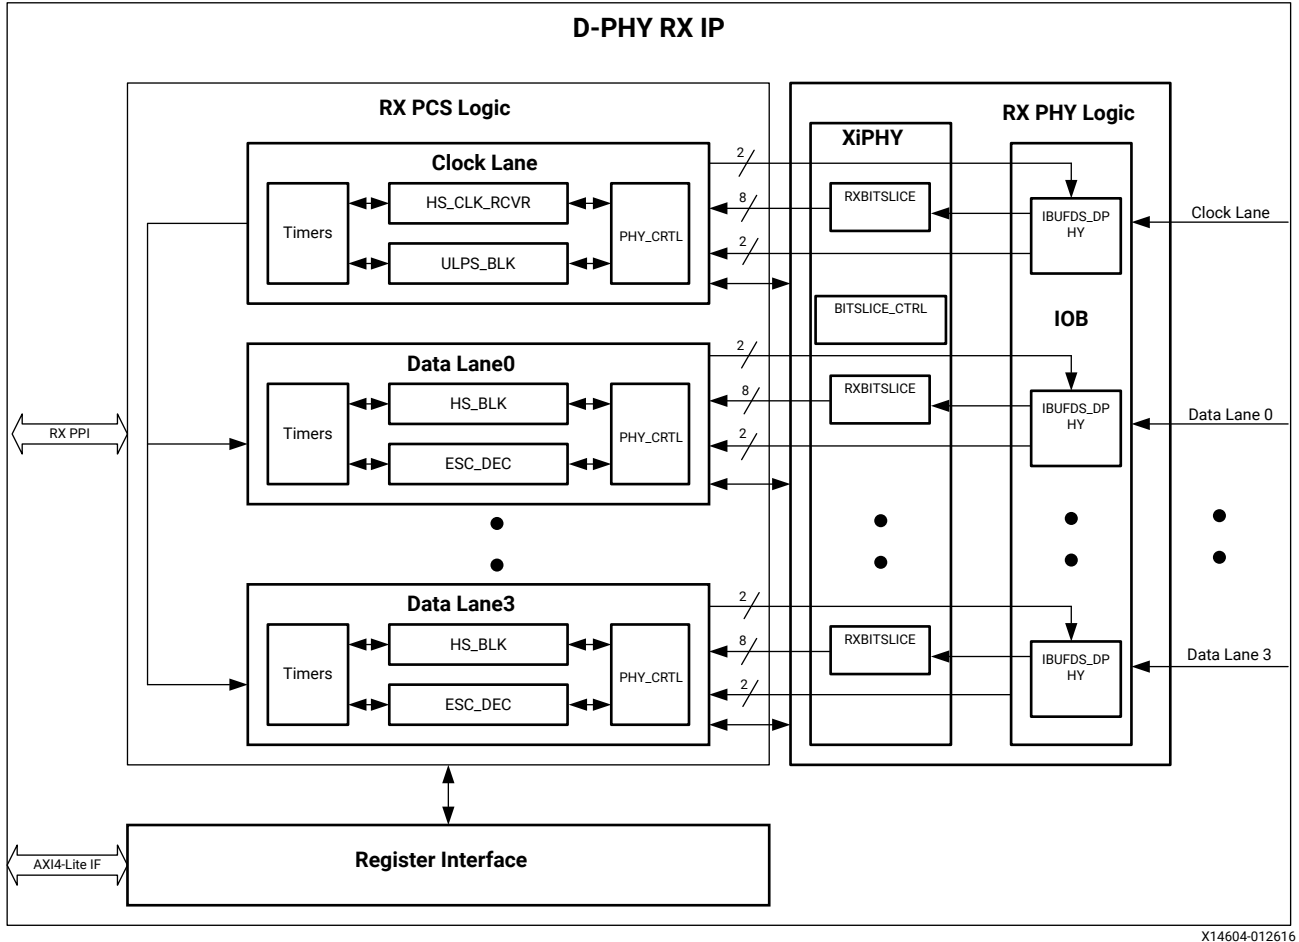 D-PHY RX IP
RX PCS Logic
RX PHY Logic
XiPHY
Clock Lane
Timers
HS_CLK_RCVR
ULPS_BLK
PHY_CRTL
2
8
2
RXBITSLICE
IBUFDS_DP
HY
Clock Lane
BITSLICE_CTRL
IOB
Data Lane0
Timers
HS_BLK
ESC_DEC
PHY_CRTL
2
8
2
RXBITSLICE
IBUFDS_DP
HY
Data Lane 0
RX PPI
Data Lane3
Timers
HS_BLK
ESC_DEC
PHY_CRTL
2
8
2
RXBITSLICE
IBUFDS_DP
HY
Data Lane 3
Register Interface
AXI4-Lite IF
X14604-012616